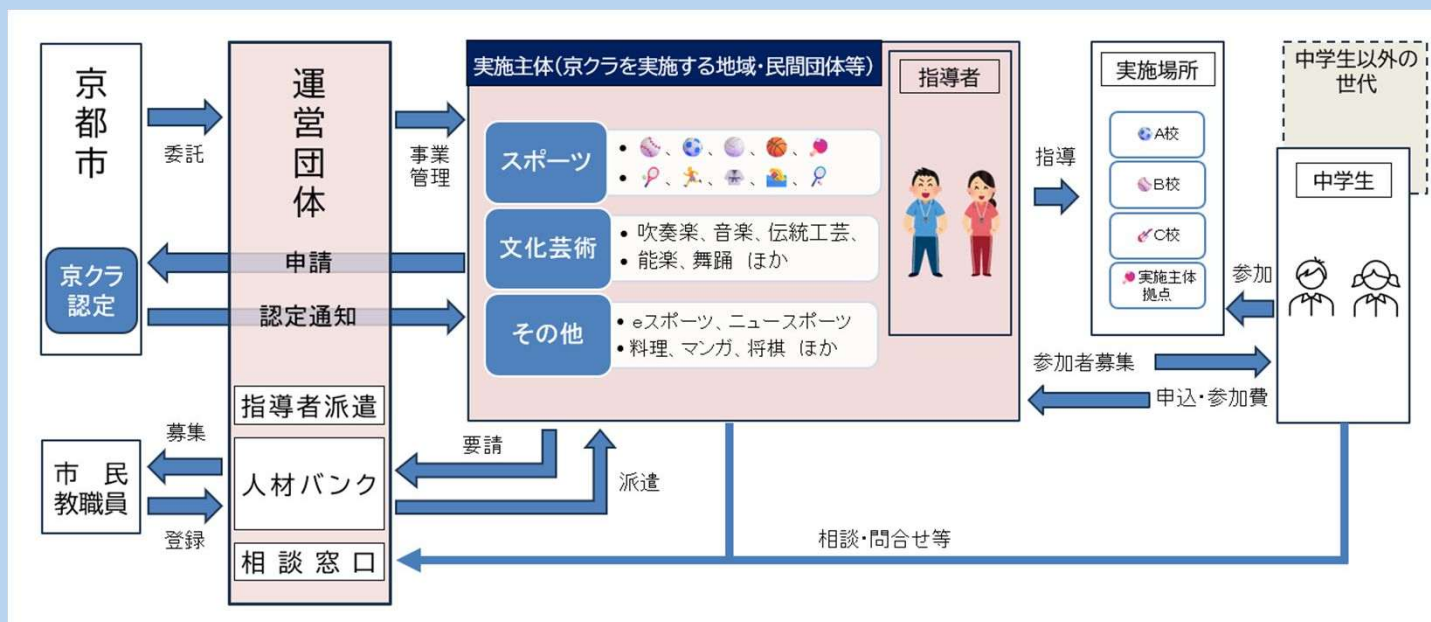 京都市
委託
京クラ
認定
運営団体
事業
管理
申請
認定通知
指導者派遣
人材バンク
相談窓口
市民
教職員
募集
登録
実施主体(京クラを実施する地域・民間団体等)
スポーツ
文化芸術
• 吹奏楽、音楽、伝統工芸、
• 能楽、舞踊 ほか
その他
• eスポーツ、ニュースポーツ
• 料理、マンガ、将棋 ほか
指導者
要請
派遣
指導
実施場所
A校
B校
C校
実施主体
拠点
中学生以外の
世代
中学生
参加
参加者募集
申込・参加費
相談・問合せ等